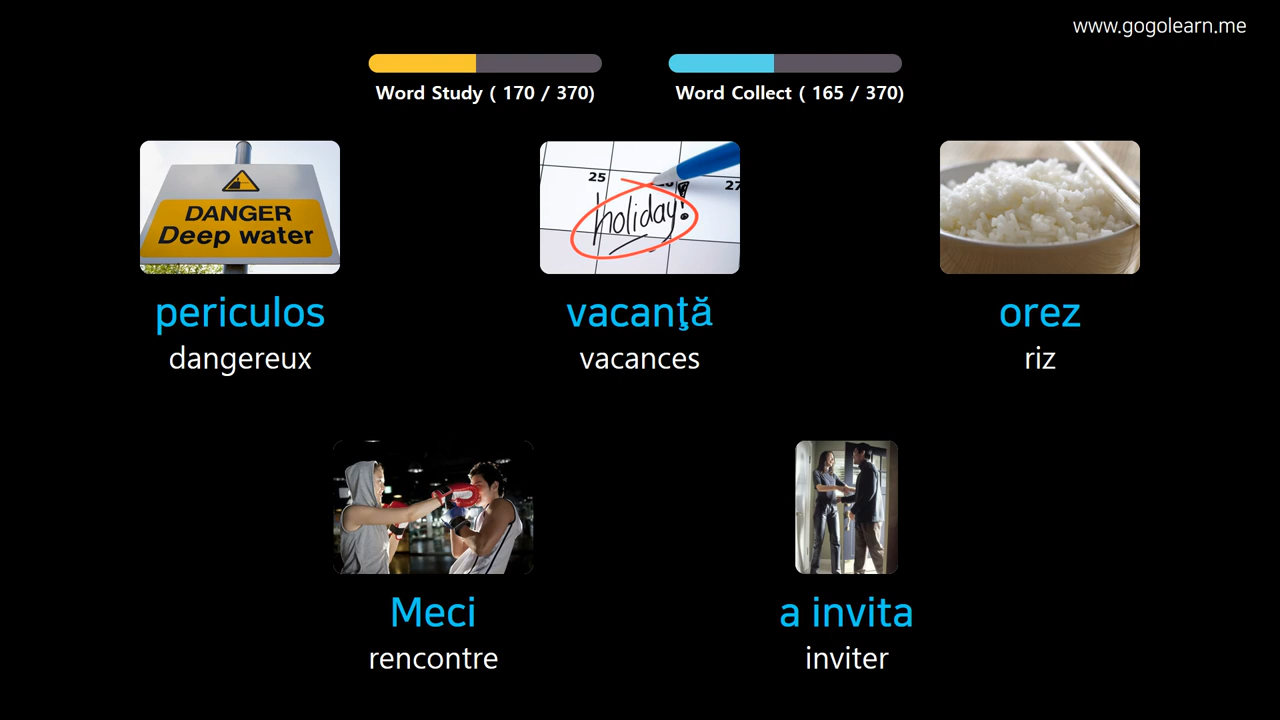 www.gogolearn.me
Word Study ( 170 / 370)
Word Collect ( 165 / 370)
DANGER
Deep water
25
holiday!
27
periculos
vacanţă
orez
dangereux
vacances
riz
Meci
a invita
rencontre
inviter